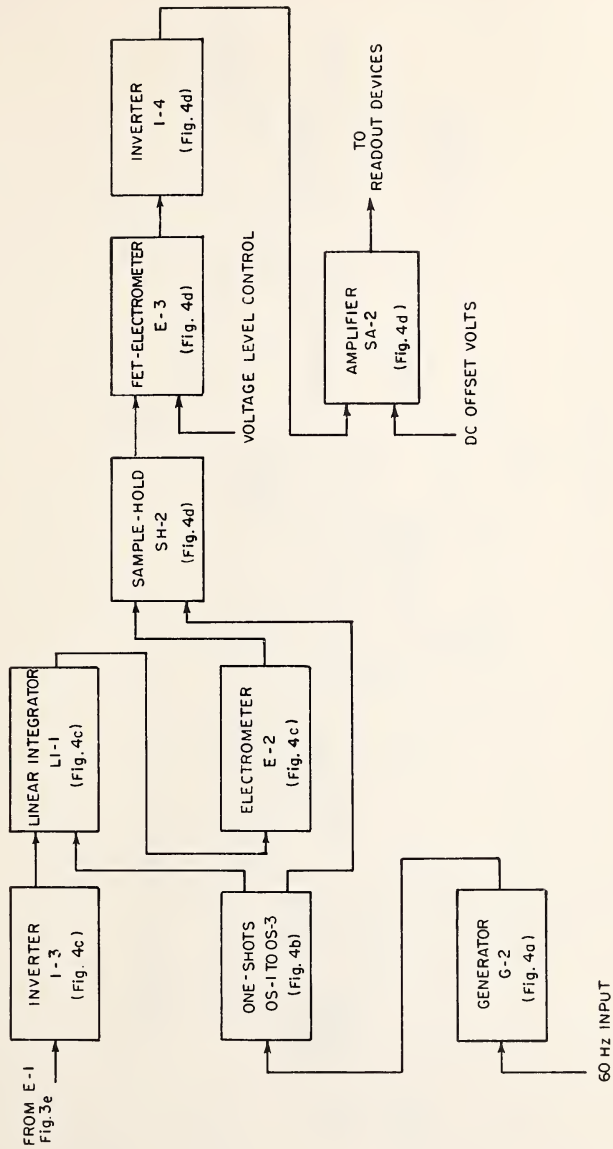 FROM E-1
Fig. 3e
INVERTER
I-3
(Fig. 4c)
LINEAR INTEGRATOR
LI-1
(Fig. 4c)
ONE-SHOTS
OS-1 TO OS-3
(Fig. 4b)
ELECTROMETER
E-2
(Fig. 4c)
GENERATOR
G-2
(Fig. 4a)
60 Hz INPUT
SAMPLE-HOLD
SH-2
(Fig. 4d)
FET-ELECTROMETER
E-3
(Fig. 4d)
VOLTAGE LEVEL CONTROL
INVERTER
I-4
(Fig. 4d)
AMPLIFIER
SA-2
(Fig. 4d)
DC OFFSET VOLTS
TO
READOUT DEVICES